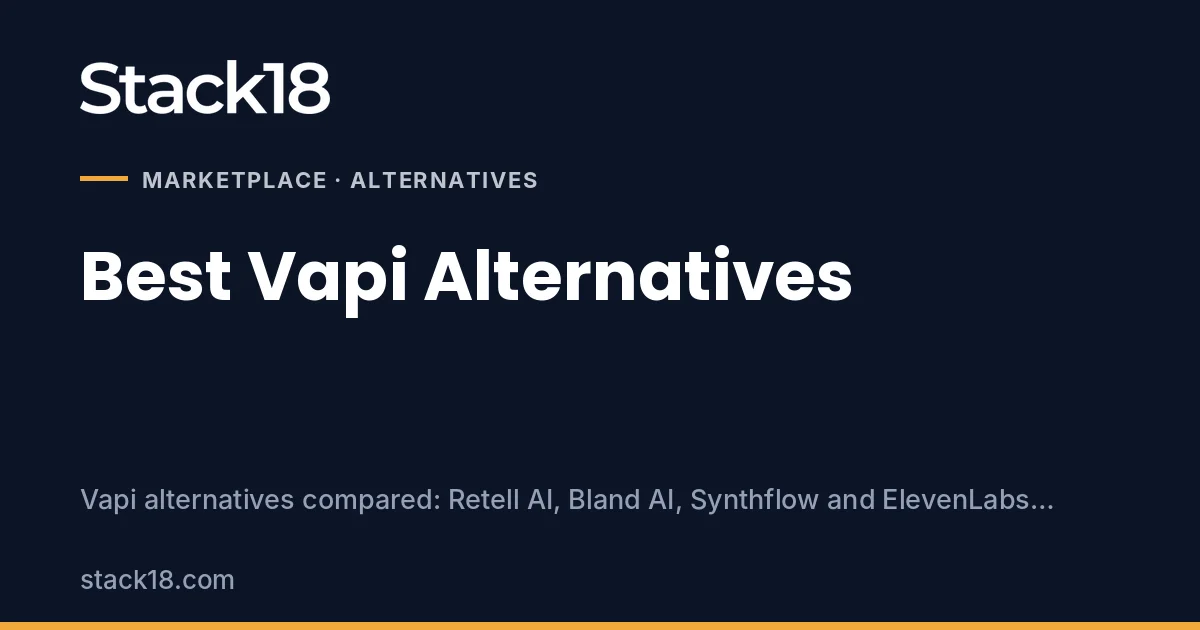 Stack18
MARKETPLACE · ALTERNATIVES
Best Vapi Alternatives
Vapi alternatives compared: Retell AI, Bland AI, Synthflow and ElevenLabs…
stack18.com